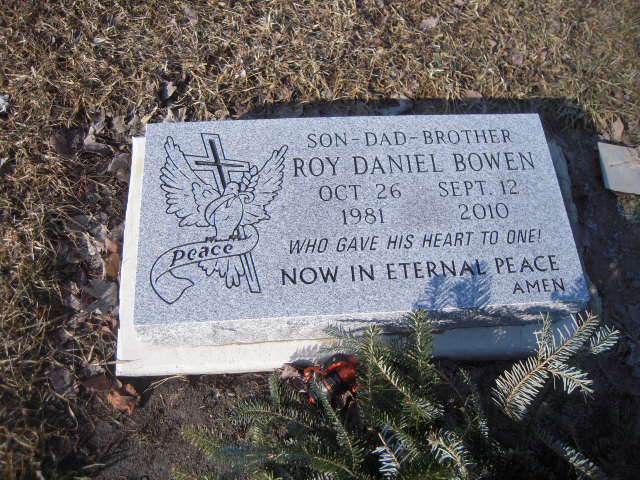 SON-DAD-BROTHER
ROY DANIEL BOWEN
OCT 26 SEPT. 12
1981 2010
WHO GAVE HIS HEART TO ONE!
NOW IN ETERNAL PEACE
AMEN
Peace